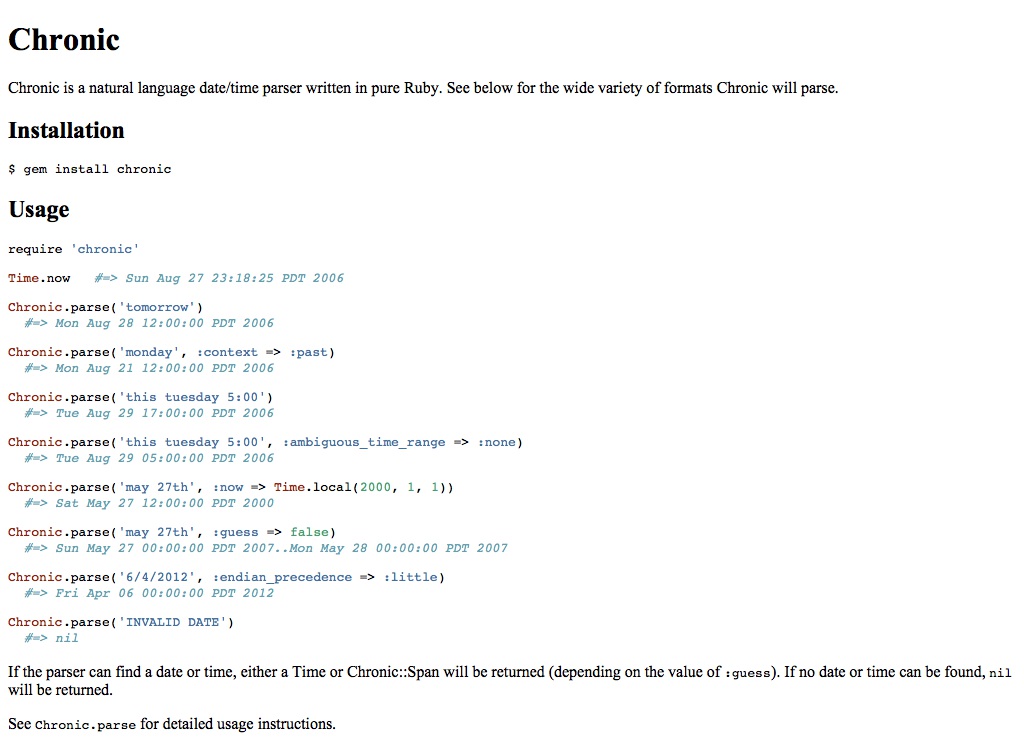 Chronic
Chronic is a natural language date/time parser written in pure Ruby. See below for the wide variety of formats Chronic will parse.
Installation
$ gem install chronic
Usage
require 'chronic'
Time.now   #=> Sun Aug 27 23:18:25 PDT 2006
Chronic.parse('tomorrow')
  #=> Mon Aug 28 12:00:00 PDT 2006
Chronic.parse('monday', :context => :past)
  #=> Mon Aug 21 12:00:00 PDT 2006
Chronic.parse('this tuesday 5:00')
  #=> Tue Aug 29 17:00:00 PDT 2006
Chronic.parse('this tuesday 5:00', :ambiguous_time_range => :none)
  #=> Tue Aug 29 05:00:00 PDT 2006
Chronic.parse('may 27th', :now => Time.local(2000, 1, 1))
  #=> Sat May 27 12:00:00 PDT 2000
Chronic.parse('may 27th', :guess => false)
  #=> Sun May 27 00:00:00 PDT 2007..Mon May 28 00:00:00 PDT 2007
Chronic.parse('6/4/2012', :endian_precedence => :little)
  #=> Fri Apr 06 00:00:00 PDT 2012
Chronic.parse('INVALID DATE')
  #=> nil
If the parser can find a date or time, either a Time or Chronic::Span will be returned (depending on the value of :guess). If no date or time can be found, nil
will be returned.
See Chronic.parse for detailed usage instructions.